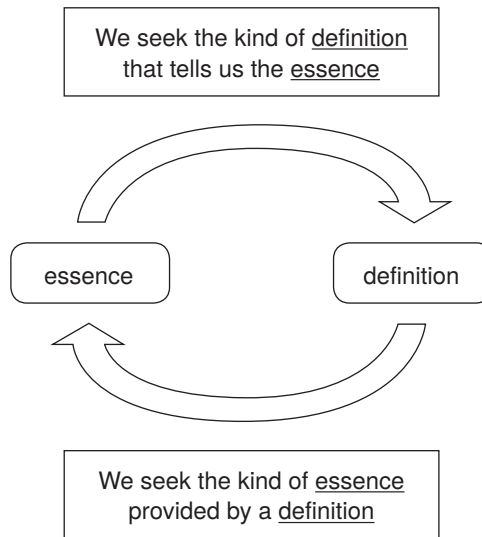 We seek the kind of definition
that tells us the essence
essence
definition
We seek the kind of essence
provided by a definition